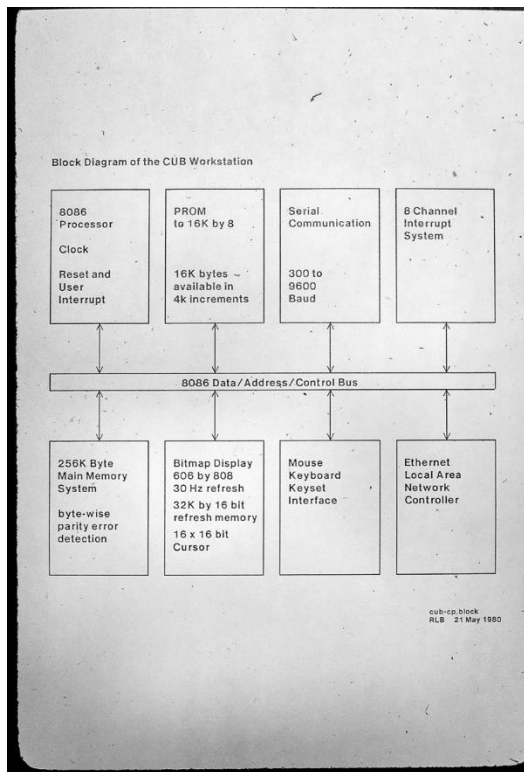 Block Diagram of the CUB Workstation
8086
Processor
Clock
Reset and
User
Interrupt
PROM
to 16K by 8
16K bytes –
available in
4k increments
Serial
Communication
300 to
9600
Baud
8 Channel
Interrupt
System
8086 Data/Address/Control Bus
256K Byte
Main Memory
System
byte-wise
parity error
detection
Bitmap Display
606 by 808
30 Hz refresh
32K by 16 bit
refresh memory
16 x 16 bit
Cursor
Mouse
Keyboard
Keyset
Interface
Ethernet
Local Area
Network
Controller
cub-cp.block
RLB 21 May 1980